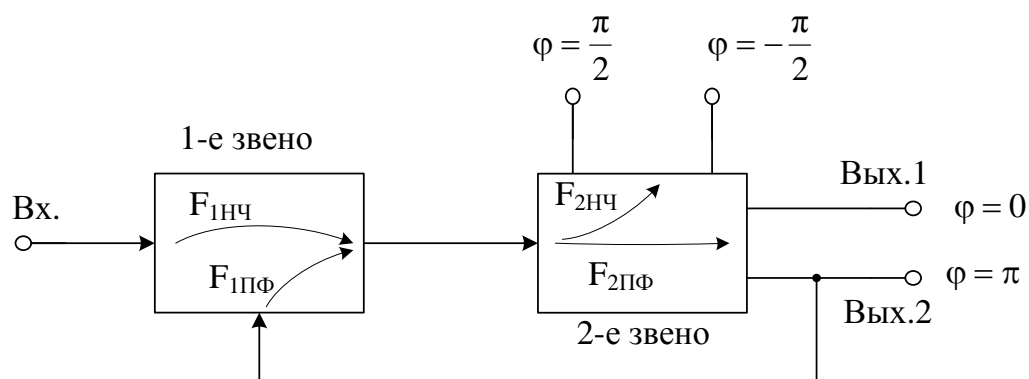 φ = π/2
φ = −π/2
1-е звено
Вх.
F1НЧ
F1ПФ
F2НЧ
F2ПФ
Вых.1
φ = 0
φ = π
Вых.2
2-е звено